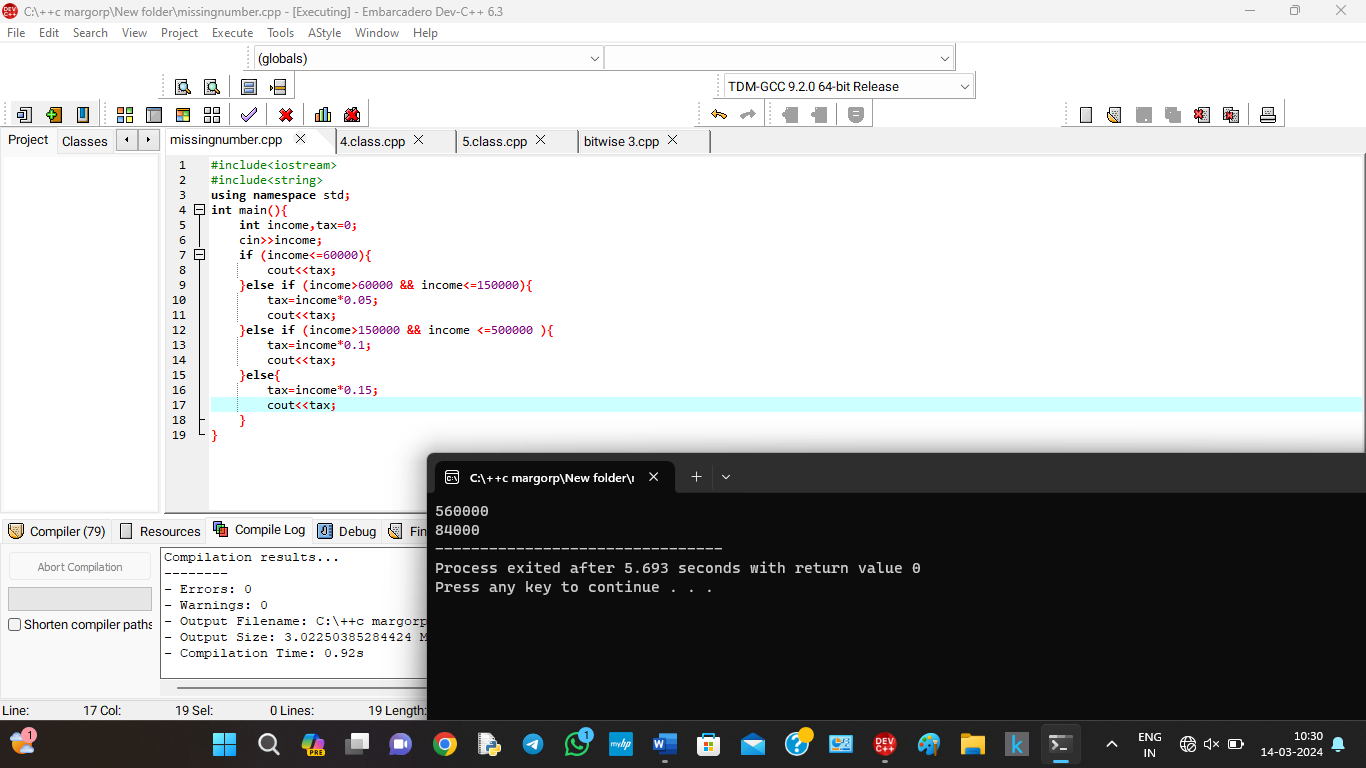 C:\++c margorp\New folder\missingnumber.cpp - [Executing] - Embarcadero Dev-C++ 6.3
File Edit Search View Project Execute Tools AStyle Window Help
(globals)
TDM-GCC 9.2.0 64-bit Release
Project Classes missingnumber.cpp 4.class.cpp 5.class.cpp bitwise 3.cpp
1 #include<iostream>
2 #include<string>
3 using namespace std;
4 int main(){
5 int income,tax=0;
6 cin>>income;
7 if (income<=60000){
8 cout<<tax;
9 }else if (income>60000 && income<=150000){
10 tax=income*0.05;
11 cout<<tax;
12 }else if (income>150000 && income <=500000 ){
13 tax=income*0.1;
14 cout<<tax;
15 }else{
16 tax=income*0.15;
17 cout<<tax;
18 }
19 }
C:\++c margorp\New folder\
560000
84000
--------------------------------
Process exited after 5.693 seconds with return value 0
Press any key to continue . . .
Compiler (79) Resources Compile Log Debug Fin
Abort Compilation
Shorten compiler paths
Compilation results...
--------
- Errors: 0
- Warnings: 0
- Output Filename: C:\++c margorp
- Output Size: 3.02250385284424 M
- Compilation Time: 0.92s
Line: 17 Col: 19 Sel: 0 Lines: 19 Length:
1
PRE
1
myhp
W
DEV C++
k
ENG
IN
10:30
14-03-2024